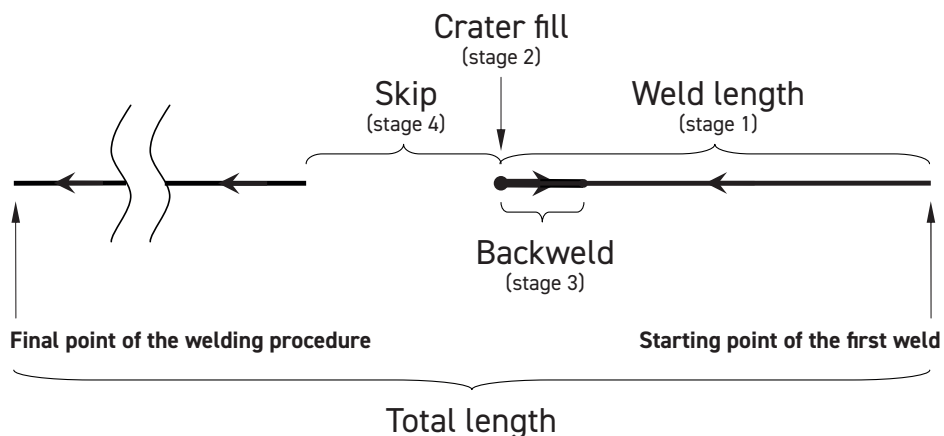 Crater fill
(stage 2)
Skip
(stage 4)
Weld length
(stage 1)
Backweld
(stage 3)
Final point of the welding procedure
Starting point of the first weld
Total length